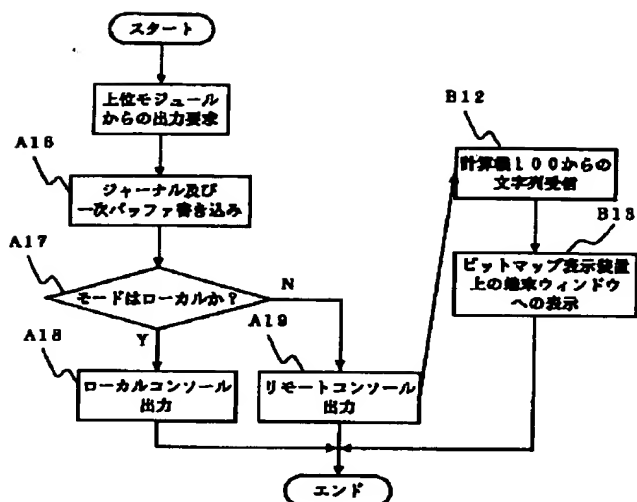 スタート
上位モジュール
からの出力要求
A16
ジャーナル及び
一次バッファ書き込み
A17
モードはローカルか？
N
Y
A18
ローカルコンソール
出力
A19
リモートコンソール
出力
B12
計算機１００からの
文字列受信
B13
ビットマップ表示装置
上の端末ウィンドウ
への表示
エンド